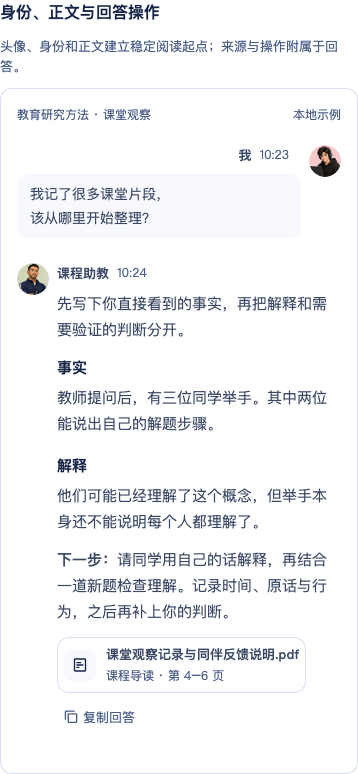 身份、正文与回答操作
头像、身份和正文建立稳定阅读起点；来源与操作附属于回
答。
教育研究方法 · 课堂观察 本地示例
我 10:23
我记了很多课堂片段，
该从哪里开始整理？
课程助教 10:24
先写下你直接看到的事实，再把解释和需
要验证的判断分开。
事实
教师提问后，有三位同学举手。其中两位
能说出自己的解题步骤。
解释
他们可能已经理解了这个概念，但举手本
身还不能说明每个人都理解了。
下一步：请同学用自己的话解释，再结合
一道新题检查理解。记录时间、原话与行
为，之后再补上你的判断。
课堂观察记录与同伴反馈说明.pdf
课程导读 · 第 4—6 页
复制回答